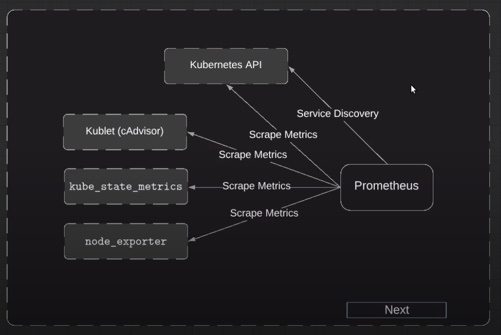 Kubernetes API
Service Discovery
Kublet (cAdvisor)
Scrape Metrics
Scrape Metrics
kube_state_metrics
Scrape Metrics
Prometheus
Scrape Metrics
node_exporter
Next